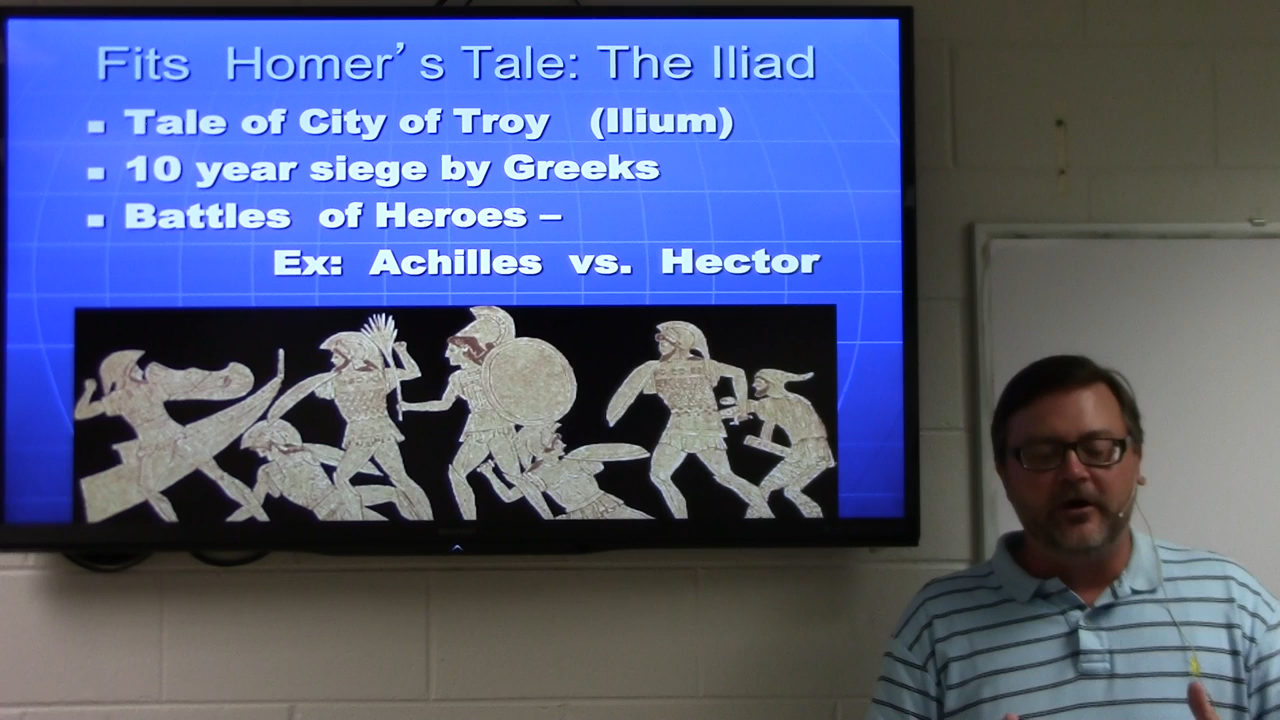 Fits Homer's Tale: The Iliad
Tale of City of Troy (Ilium)
10 year siege by Greeks
Battles of Heroes –
Ex: Achilles vs. Hector